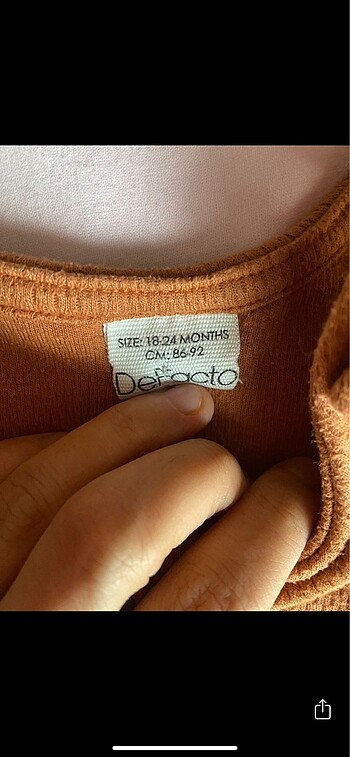 SIZE: 18-24 MONTHS
CM: 86-92
DeFacto